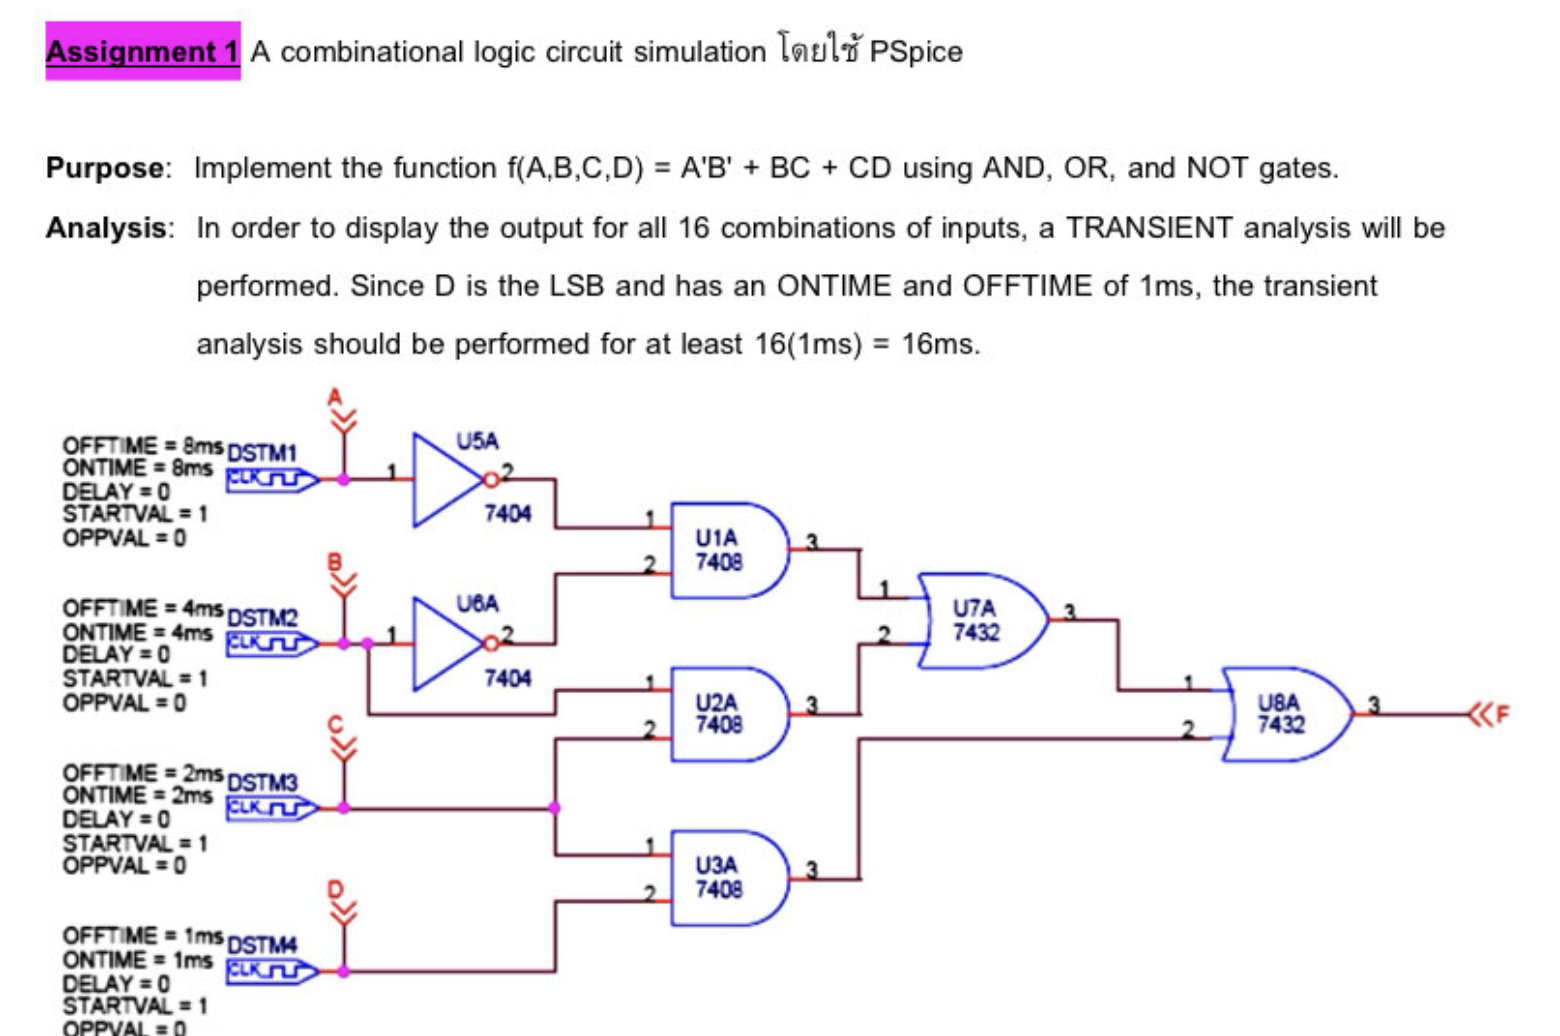 Assignment 1 A combinational logic circuit simulation โดยใช้ PSpice
Purpose: Implement the function f(A,B,C,D) = A'B' + BC + CD using AND, OR, and NOT gates.
Analysis: In order to display the output for all 16 combinations of inputs, a TRANSIENT analysis will be
performed. Since D is the LSB and has an ONTIME and OFFTIME of 1ms, the transient
analysis should be performed for at least 16(1ms) = 16ms.
A
OFFTIME = 8ms DSTM1
ONTIME = 8ms CLK
DELAY = 0
STARTVAL = 1
OPPVAL = 0
1
U5A
2
7404
B
OFFTIME = 4ms DSTM2
ONTIME = 4ms CLK
DELAY = 0
STARTVAL = 1
OPPVAL = 0
1
U6A
2
7404
C
OFFTIME = 2ms DSTM3
ONTIME = 2ms CLK
DELAY = 0
STARTVAL = 1
OPPVAL = 0
D
OFFTIME = 1ms DSTM4
ONTIME = 1ms CLK
DELAY = 0
STARTVAL = 1
OPPVAL = 0
1
2
U1A
7408
3
1
2
U2A
7408
3
1
2
U3A
7408
3
1
2
U7A
7432
3
1
2
U8A
7432
3
F